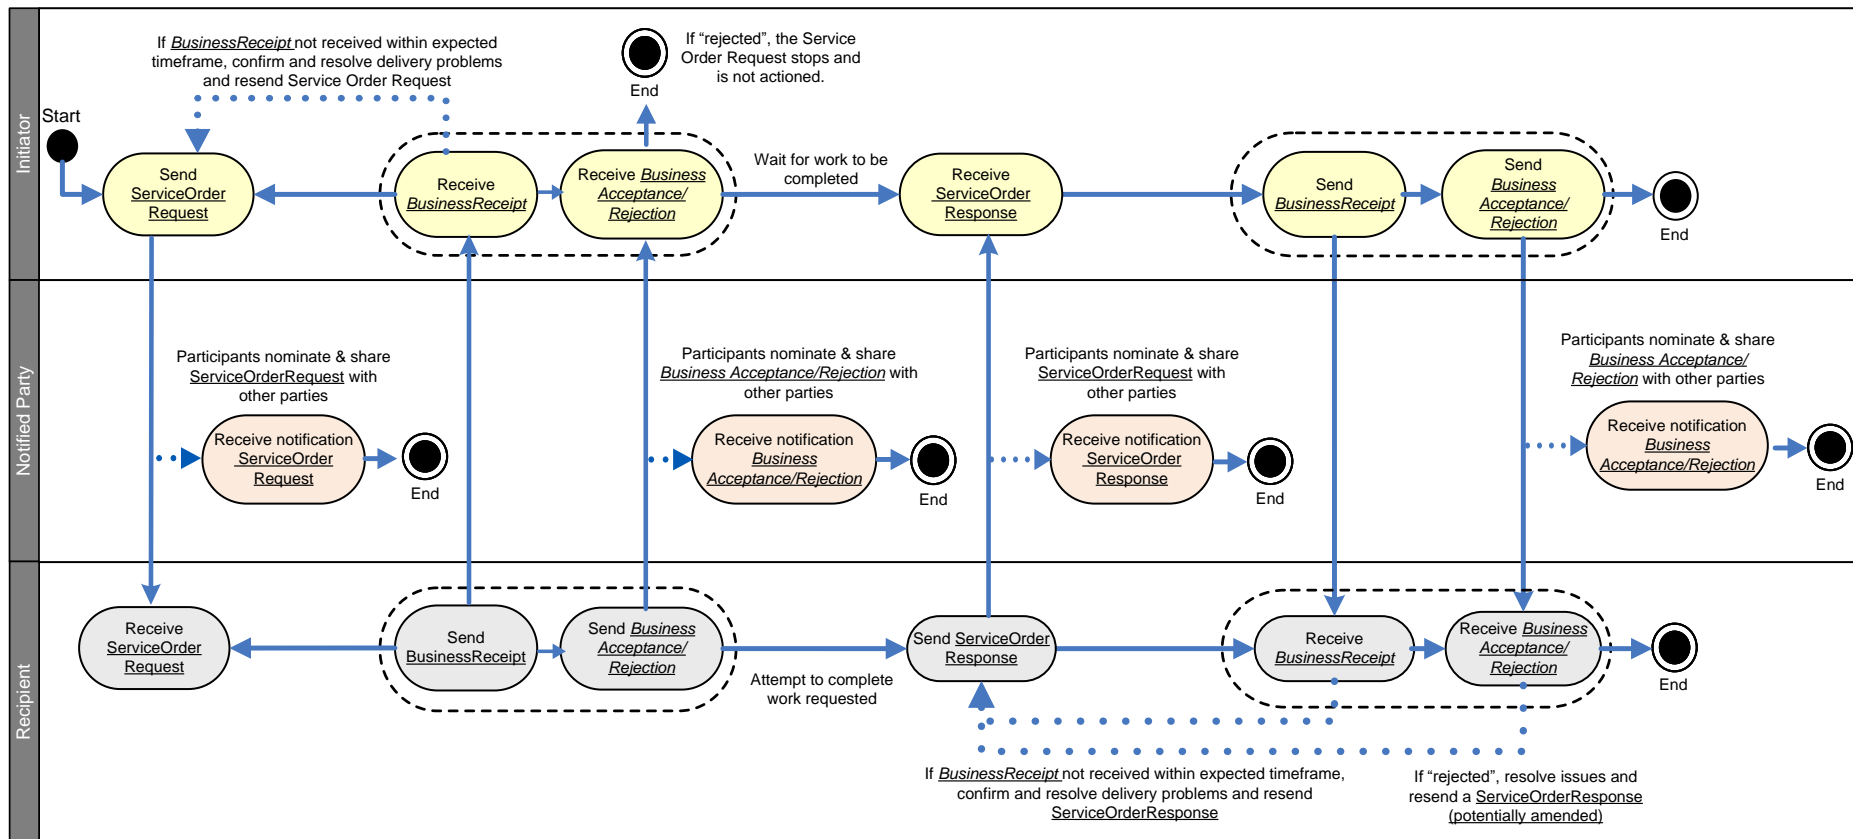 Initiator
If BusinessReceipt not received within expected
timeframe, confirm and resolve delivery problems
and resend Service Order Request
End
If “rejected”, the Service
Order Request stops and
is not actioned.
Start
Send
ServiceOrder
Request
Receive
BusinessReceipt
Receive Business
Acceptance/
Rejection
Wait for work to be
completed
Receive
ServiceOrder
Response
Send
BusinessReceipt
Send
Business
Acceptance/
Rejection
End
Notified Party
Participants nominate & share
ServiceOrderRequest with
other parties
Receive notification
ServiceOrder
Request
End
Participants nominate & share
Business Acceptance/Rejection with
other parties
Receive notification
Business
Acceptance/Rejection
End
Participants nominate & share
ServiceOrderRequest with
other parties
Receive notification
ServiceOrder
Response
End
Participants nominate & share
Business Acceptance/
Rejection with other parties
Receive notification
Business
Acceptance/Rejection
End
Recipient
Receive
ServiceOrder
Request
Send
BusinessReceipt
Send Business
Acceptance/
Rejection
Attempt to complete
work requested
Send ServiceOrder
Response
Receive
BusinessReceipt
Receive Business
Acceptance/
Rejection
End
If BusinessReceipt not received within expected timeframe,
confirm and resolve delivery problems and resend
ServiceOrderResponse
If “rejected”, resolve issues and
resend a ServiceOrderResponse
(potentially amended)